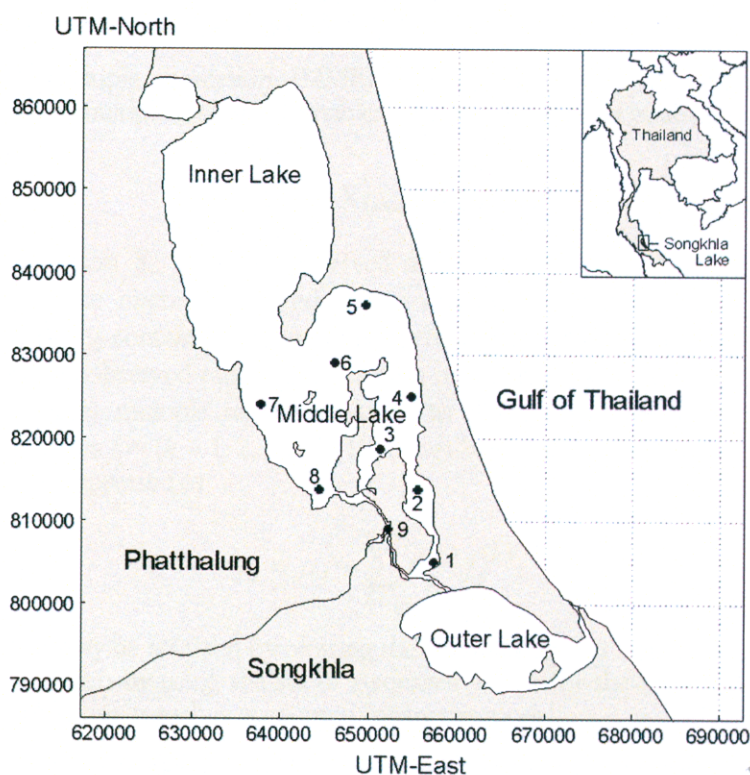 UTM-North
860000
850000
840000
830000
820000
810000
800000
790000
Inner Lake
Thailand
Songkhla
Lake
5
6
4
7
Middle Lake
Gulf of Thailand
3
8
2
9
1
Phatthalung
Outer Lake
Songkhla
620000 630000 640000 650000 660000 670000 680000 690000
UTM-East